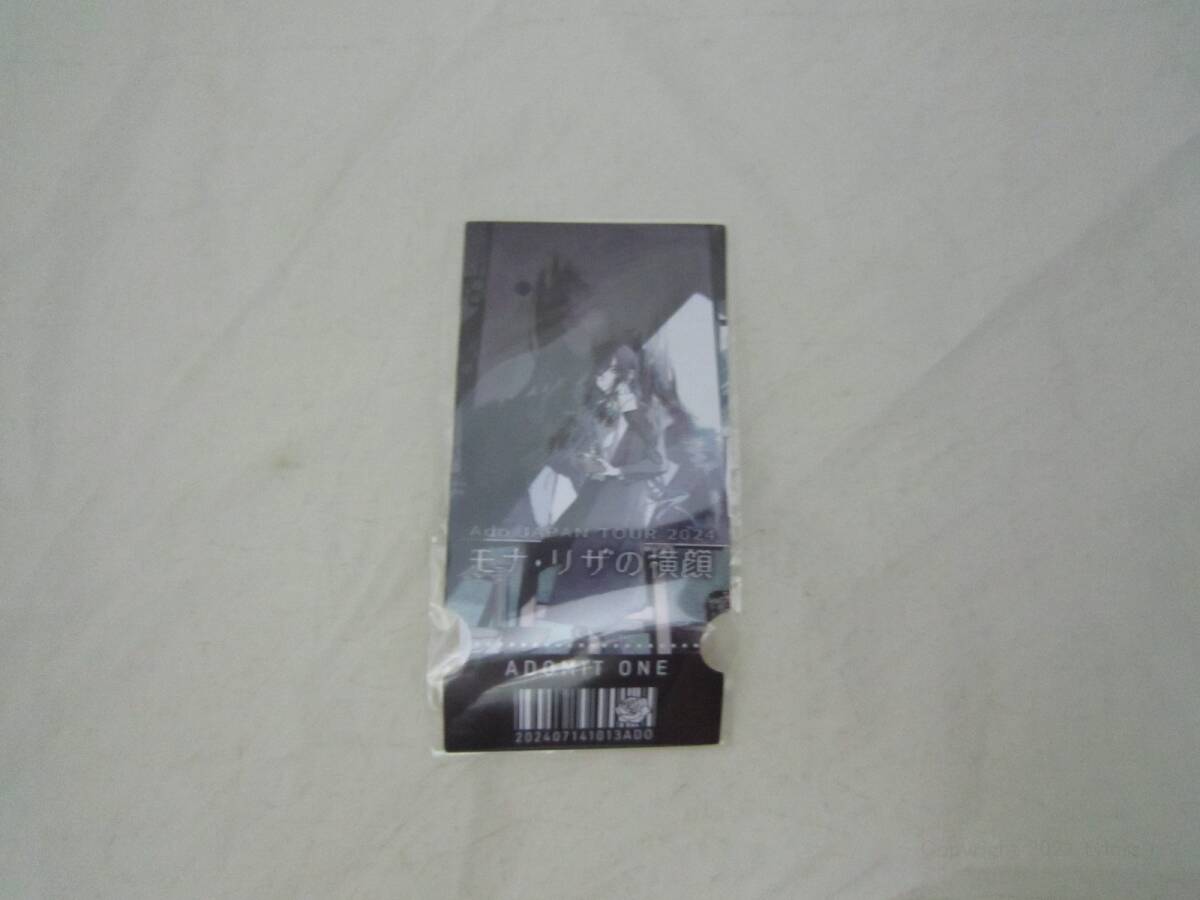 Ado JAPAN TOUR 2024
モナ・リザの横顔
ADOMIT ONE
202407141013ADO